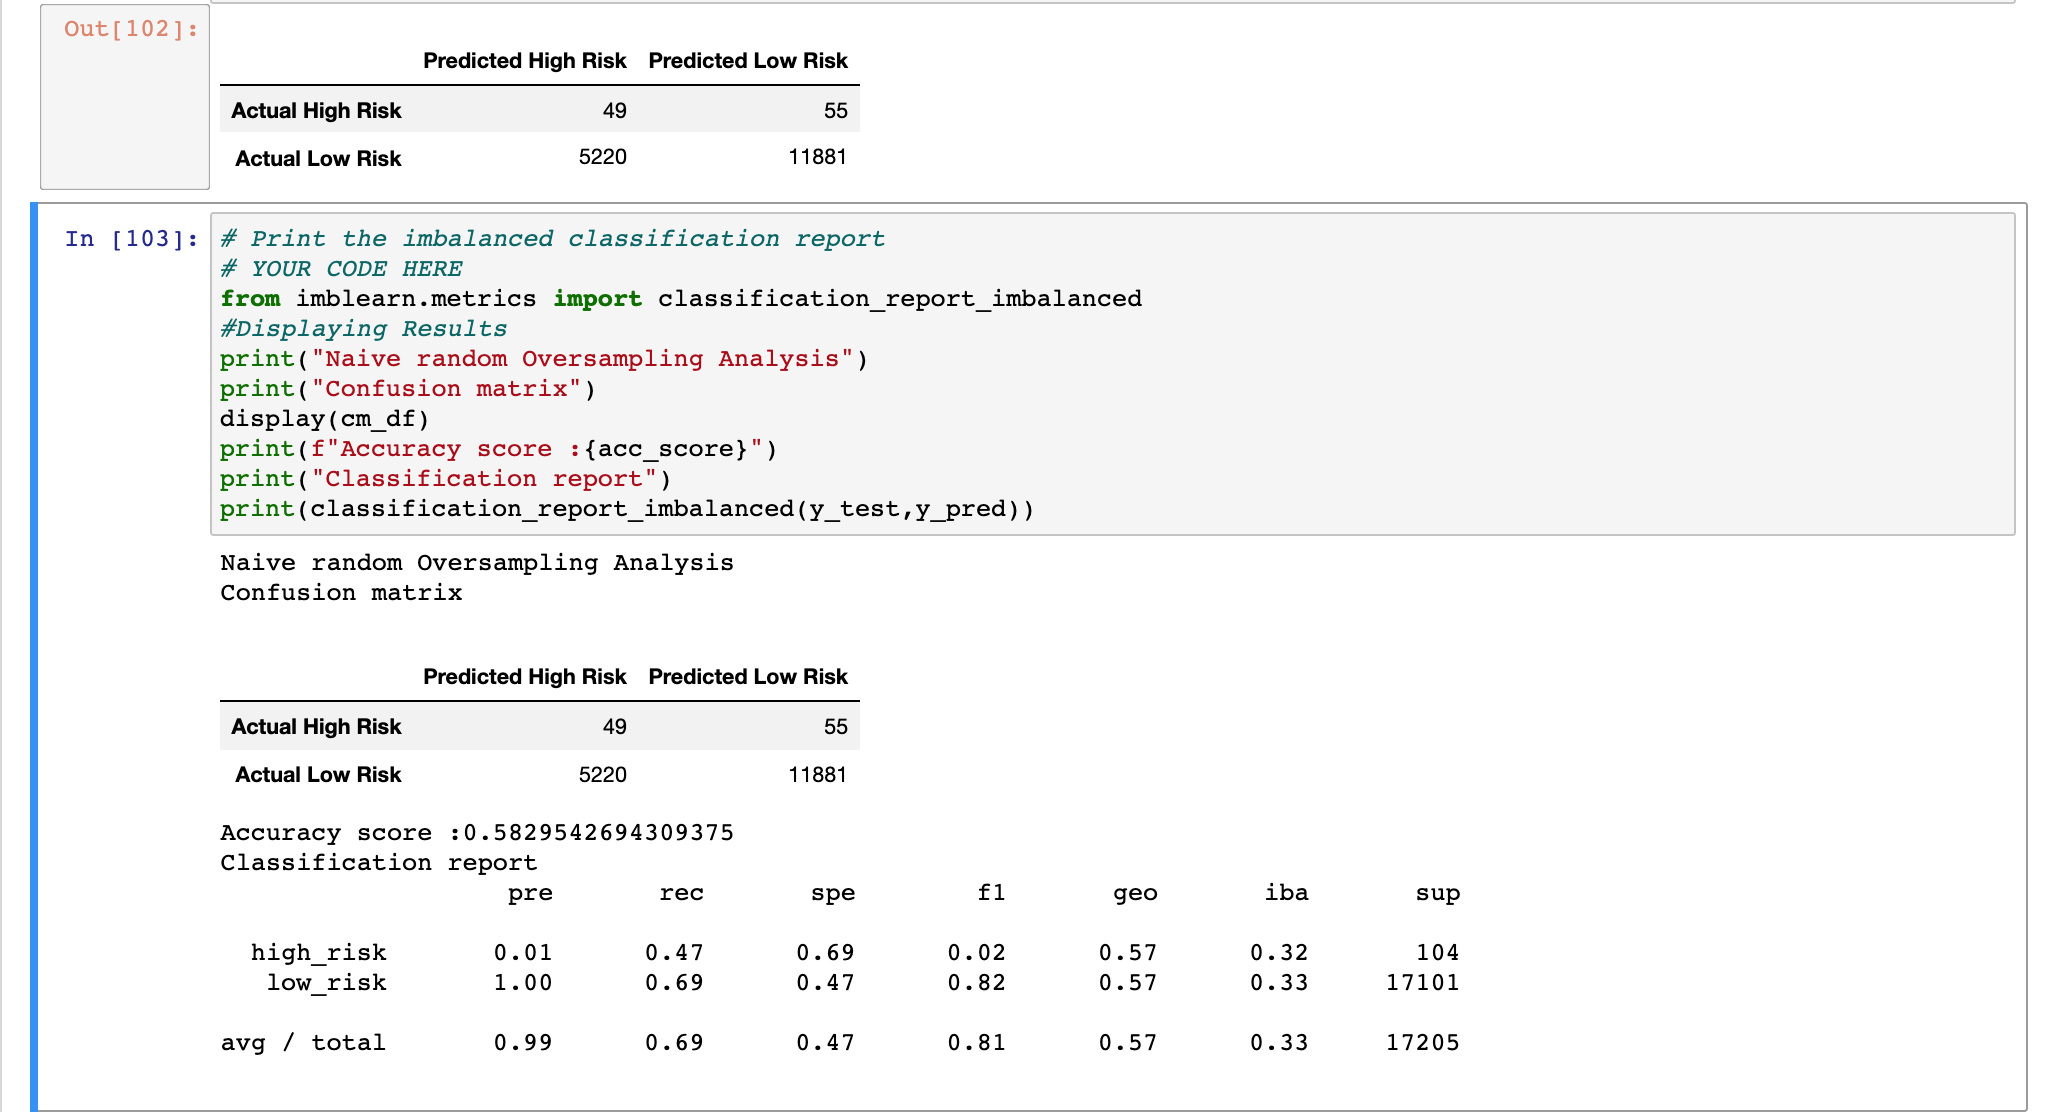 Out[102]:
Predicted High Risk Predicted Low Risk
Actual High Risk 49 55
Actual Low Risk 5220 11881
In [103]: # Print the imbalanced classification report
# YOUR CODE HERE
from imblearn.metrics import classification_report_imbalanced
#Displaying Results
print("Naive random Oversampling Analysis")
print("Confusion matrix")
display(cm_df)
print(f"Accuracy score :{acc_score}")
print("Classification report")
print(classification_report_imbalanced(y_test,y_pred))
Naive random Oversampling Analysis
Confusion matrix
Predicted High Risk Predicted Low Risk
Actual High Risk 49 55
Actual Low Risk 5220 11881
Accuracy score :0.5829542694309375
Classification report
pre rec spe f1 geo iba sup
high_risk 0.01 0.47 0.69 0.02 0.57 0.32 104
low_risk 1.00 0.69 0.47 0.82 0.57 0.33 17101
avg / total 0.99 0.69 0.47 0.81 0.57 0.33 17205